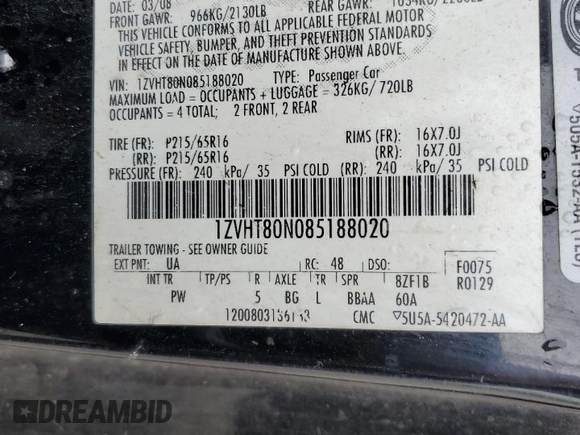 DATE 03/08
FRONT GAWR: 966KG/2130LB REAR GAWR:
THIS VEHICLE CONFORMS TO ALL APPLICABLE FEDERAL MOTOR
VEHICLE SAFETY, BUMPER, AND THEFT PREVENTION STANDARDS
IN EFFECT ON THE DATE OF MANUFACTURE SHOWN ABOVE.
VIN: 1ZVHT80N085188020 TYPE: Passenger Car
MAXIMUM LOAD = OCCUPANTS + LUGGAGE = 326KG/ 720LB
OCCUPANTS = 4 TOTAL; 2 FRONT, 2 REAR
TIRE (FR): P215/65R16 RIMS (FR): 16X7.0J
(RR): P215/65R16 (RR): 16X7.0J
PRESSURE (FR): 240 kPa/ 35 PSI COLD (RR): 240 kPa/ 35 PSI COLD
1ZVHT80N085188020
TRAILER TOWING - SEE OWNER GUIDE
EXT PNT: UA RC: 48 DSO: F0075
INT TR TP/PS R AXLE TR SPR 8ZF1B R0129
PW 5 BG L BBAA 60A
CMC ▽5U5A-5420472-AA
DREAMBID